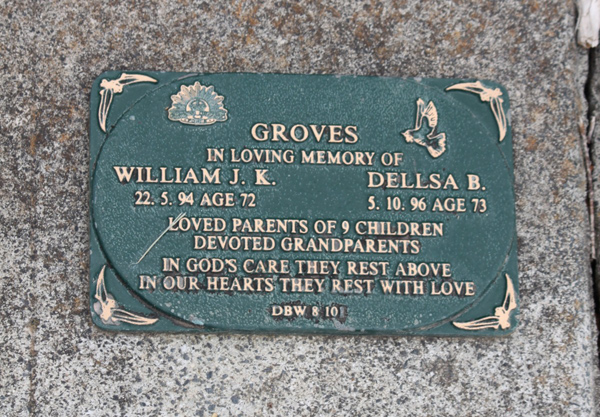 GROVES
IN LOVING MEMORY OF
WILLIAM J. K. DELLSA B.
22. 5. 94 AGE 72 5. 10. 96 AGE 73
LOVED PARENTS OF 9 CHILDREN
DEVOTED GRANDPARENTS
IN GOD'S CARE THEY REST ABOVE
IN OUR HEARTS THEY REST WITH LOVE
DBW 8 101